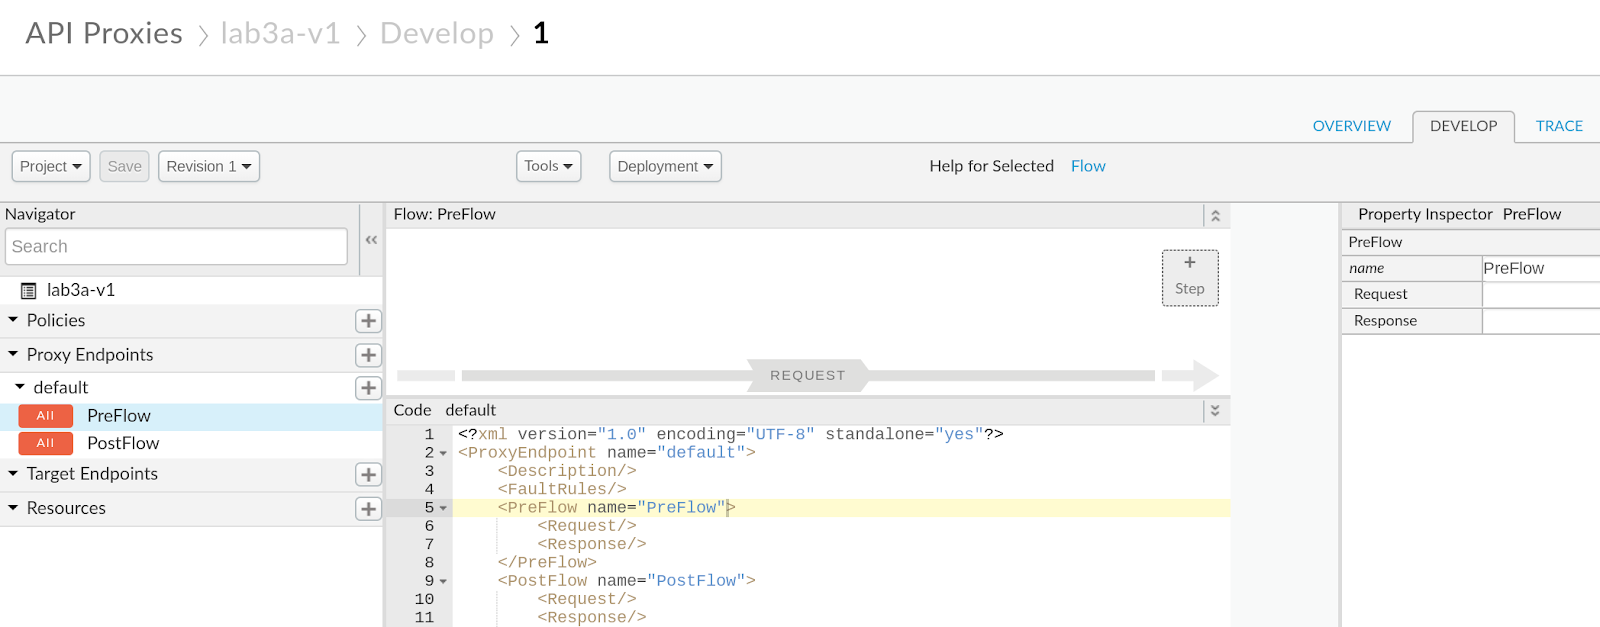 API Proxies > lab3a-v1 > Develop > 1
OVERVIEW DEVELOP TRACE
Project Save Revision 1 Tools Deployment Help for Selected Flow
Navigator
Search
lab3a-v1
Policies +
Proxy Endpoints +
default +
All PreFlow
All PostFlow
Target Endpoints +
Resources +
«
Flow: PreFlow
+
Step
REQUEST
Code default
1 <?xml version="1.0" encoding="UTF-8" standalone="yes"?>
2 <ProxyEndpoint name="default">
3     <Description/>
4     <FaultRules/>
5     <PreFlow name="PreFlow">
6         <Request/>
7         <Response/>
8     </PreFlow>
9     <PostFlow name="PostFlow">
10         <Request/>
11         <Response/>
Property Inspector PreFlow
PreFlow
name PreFlow
Request
Response